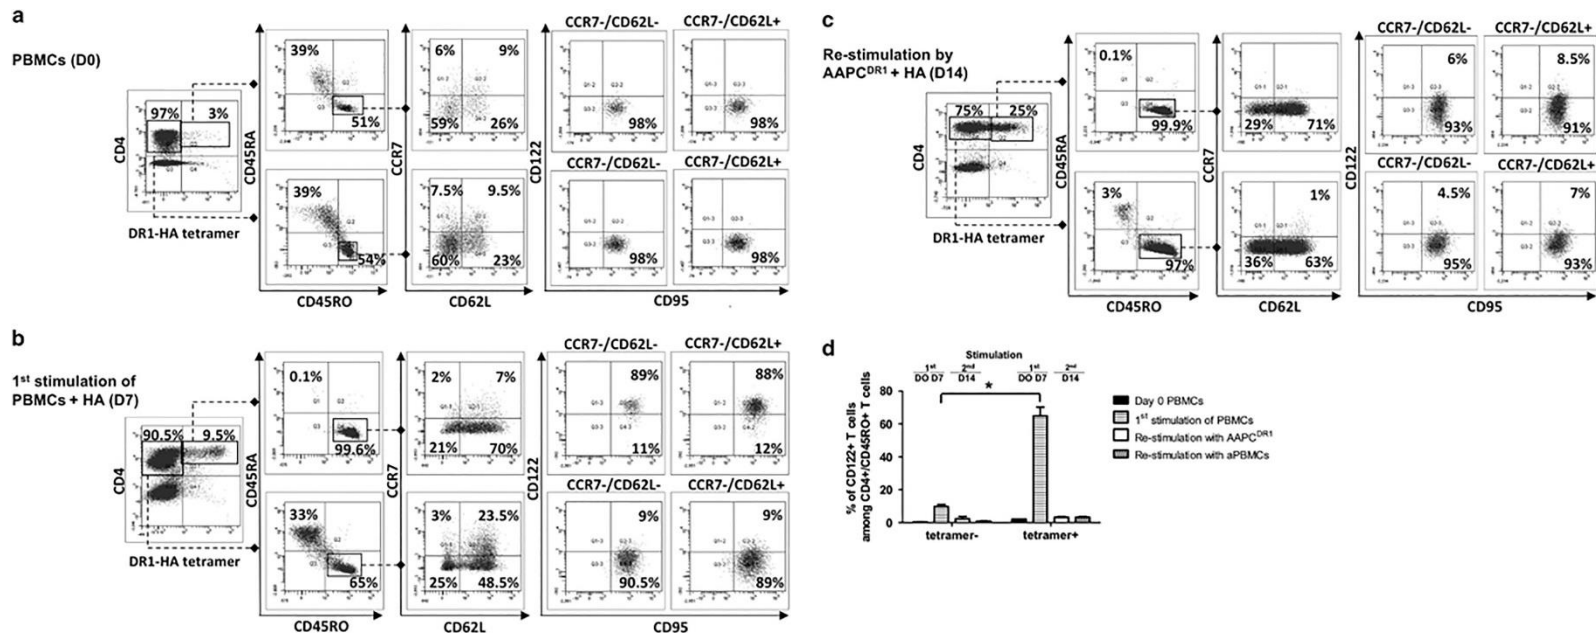 a
PBMCs (D0)
CD4
97%
3%
DR1-HA tetramer
CD45RA
39%
Q2
Q3
51%
39%
Q2
Q3
54%
CD45RO
CCR7
6%
9%
59%
26%
7.5%
9.5%
60%
23%
CD62L
CD122
CCR7-/CD62L-
CCR7-/CD62L+
98%
98%
CCR7-/CD62L-
CCR7-/CD62L+
98%
98%
CD95
b
1st stimulation of
PBMCs + HA (D7)
CD4
90.5%
9.5%
DR1-HA tetramer
CD45RA
0.1%
99.6%
33%
65%
CD45RO
CCR7
2%
7%
21%
70%
3%
23.5%
25%
48.5%
CD62L
CD122
CCR7-/CD62L-
CCR7-/CD62L+
89%
88%
11%
12%
CCR7-/CD62L-
CCR7-/CD62L+
9%
9%
90.5%
89%
CD95
c
Re-stimulation by
AAPCDR1 + HA (D14)
CD4
75%
25%
DR1-HA tetramer
CD45RA
0.1%
99.9%
3%
97%
CD45RO
CCR7
29%
71%
1%
36%
63%
CD62L
CD122
CCR7-/CD62L-
CCR7-/CD62L+
6%
8.5%
93%
91%
CCR7-/CD62L-
CCR7-/CD62L+
4.5%
7%
95%
93%
CD95
d
Stimulation
1st 2nd 1st 2nd
DO D7 D14 DO D7 D14
*
% of CD122+ T cells
among CD4+/CD45RO+ T cells
80
60
40
20
0
tetramer- tetramer+
Day 0 PBMCs
1st stimulation of PBMCs
Re-stimulation with AAPCDR1
Re-stimulation with aPBMCs